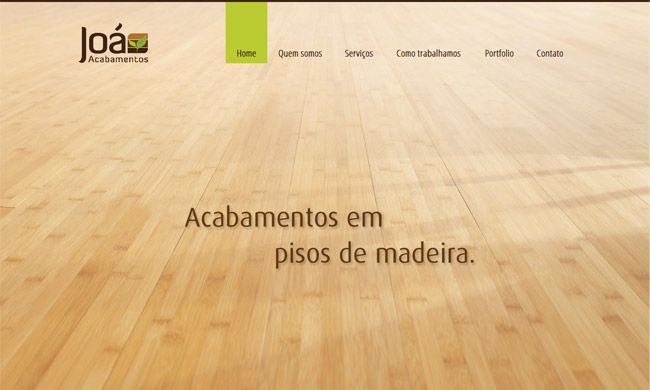 Joá
Acabamentos
Home Quem somos Serviços Como trabalhamos Portfolio Contato
Acabamentos em
pisos de madeira.